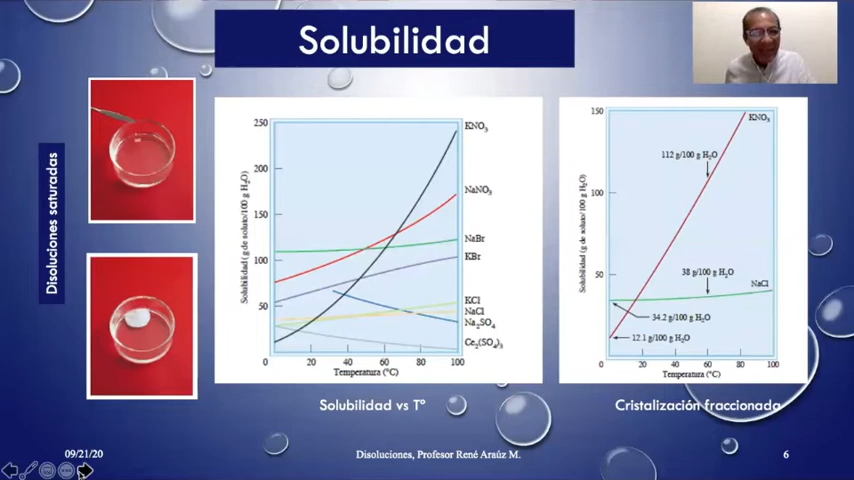 Solubilidad
Disoluciones saturadas
Solubilidad (g de soluto/100 g H₂O)
250
200
150
100
50
0
20
40
60
80
100
Temperatura (°C)
KNO₃
NaNO₃
NaBr
KBr
KCl
NaCl
Na₂SO₄
Ce₂(SO₄)₃
Solubilidad vs Tº
Solubilidad (g de soluto/100 g H₂O)
150
100
50
0
20
40
60
80
100
Temperatura (°C)
KNO₃
112 g/100 g H₂O
38 g/100 g H₂O
NaCl
34.2 g/100 g H₂O
12.1 g/100 g H₂O
Cristalización fraccionada
09/21/20
Disoluciones, Profesor René Araúz M.
6